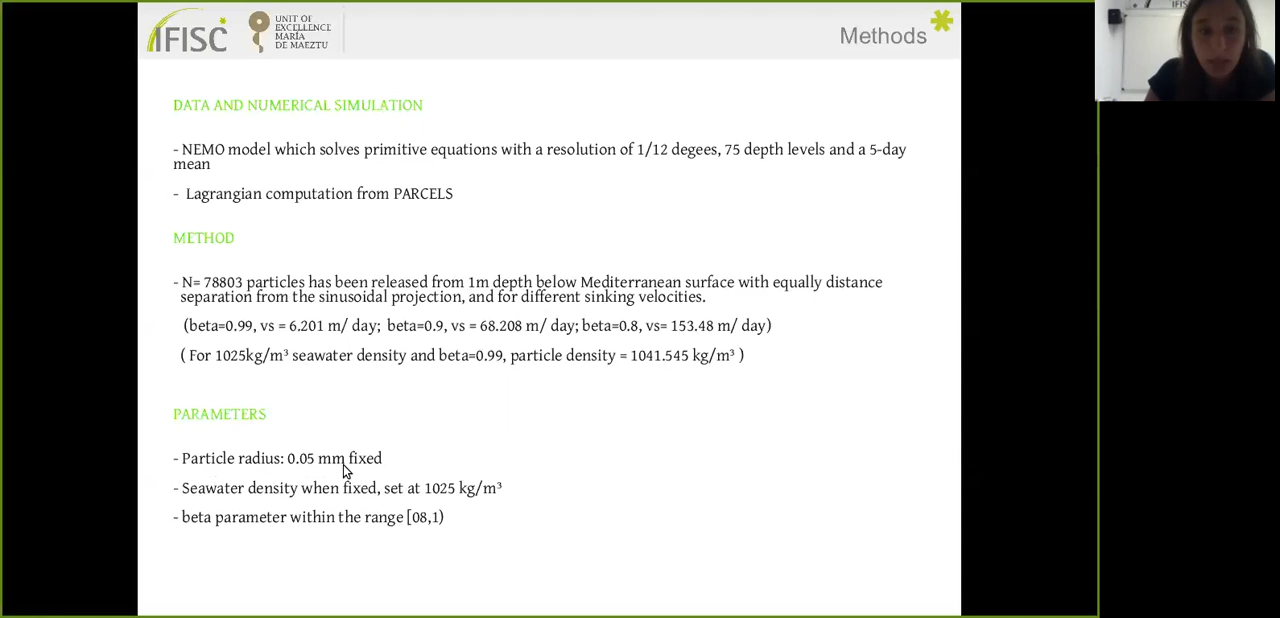 IFISC
UNIT OF
EXCELLENCE
MARÍA
DE MAEZTU
Methods
IFIS
DATA AND NUMERICAL SIMULATION
- NEMO model which solves primitive equations with a resolution of 1/12 degees, 75 depth levels and a 5-day
mean
- Lagrangian computation from PARCELS
METHOD
- N= 78803 particles has been released from 1m depth below Mediterranean surface with equally distance
separation from the sinusoidal projection, and for different sinking velocities.
(beta=0.99, vs = 6.201 m/ day; beta=0.9, vs = 68.208 m/ day; beta=0.8, vs= 153.48 m/ day)
( For 1025kg/m³ seawater density and beta=0.99, particle density = 1041.545 kg/m³ )
PARAMETERS
- Particle radius: 0.05 mm fixed
- Seawater density when fixed, set at 1025 kg/m³
- beta parameter within the range [08,1)